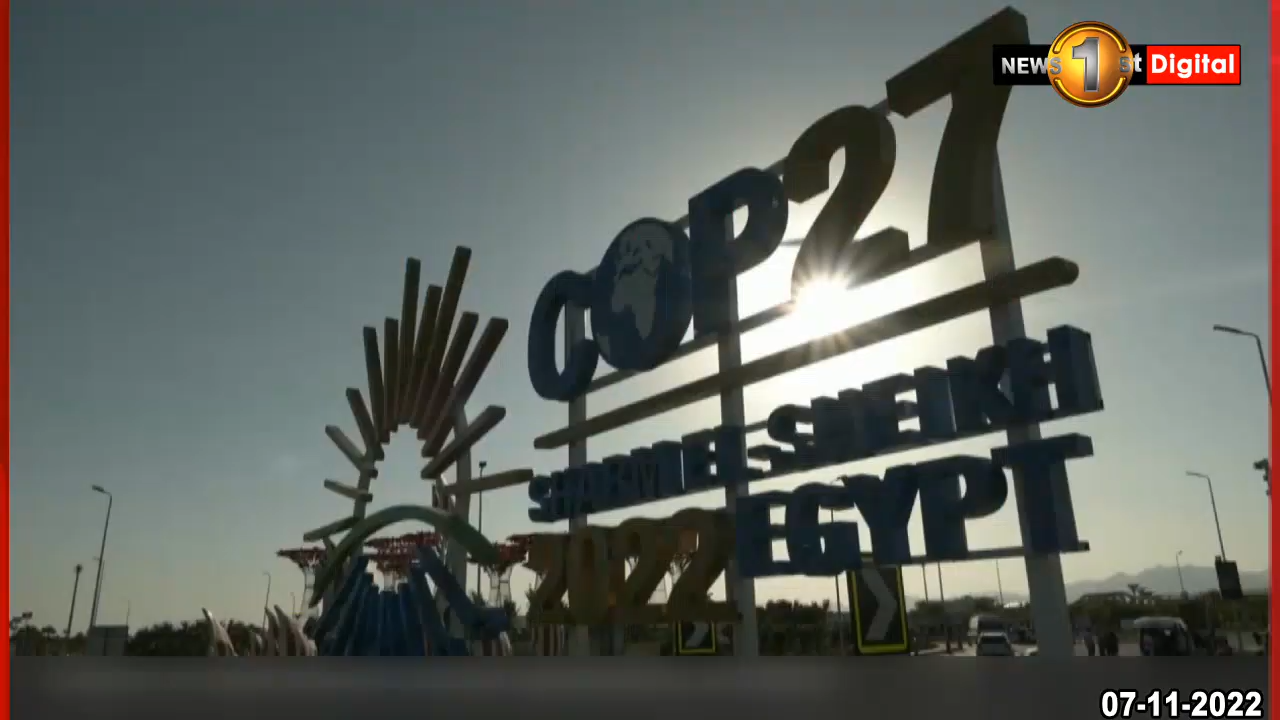 NEWS 1st Digital
COP27
SHARM EL-SHEIKH
2022 EGYPT
07-11-2022